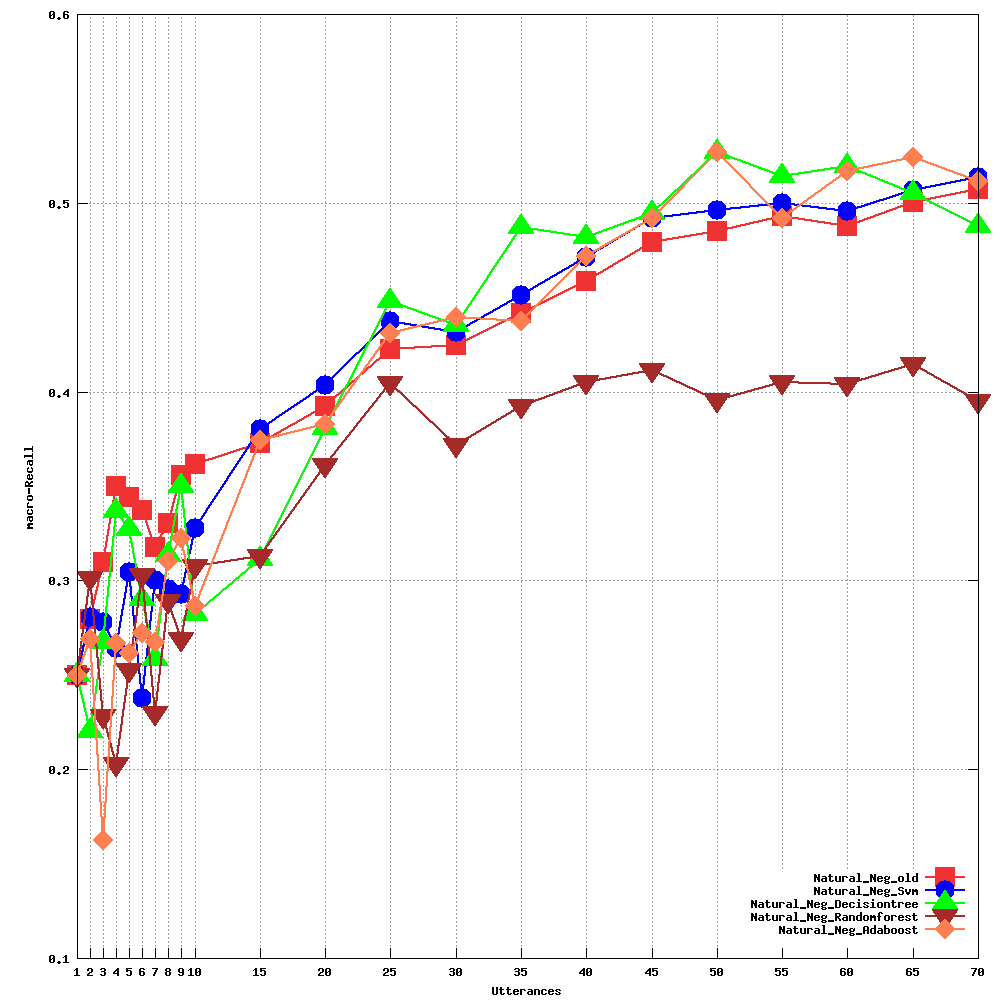 0.6
0.5
0.4
0.3
0.2
0.1
macro-Recall
Natural_Neg_old
Natural_Neg_Svm
Natural_Neg_Decisiontree
Natural_Neg_Randomforest
Natural_Neg_Adaboost
1 2 3 4 5 6 7 8 9 10 15 20 25 30 35 40 45 50 55 60 65 70
Utterances